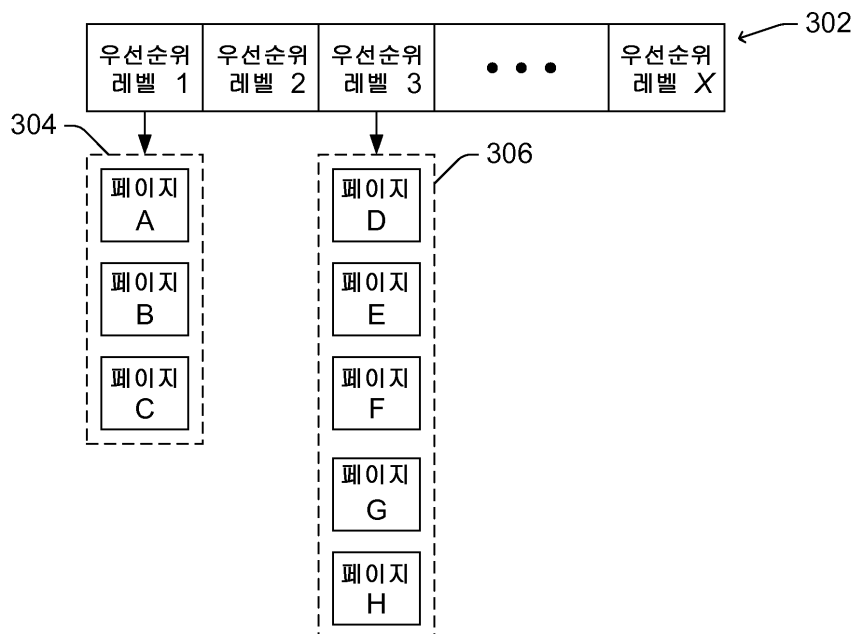 302
우선순위 우선순위 우선순위 우선순위
레벨 1 레벨 2 레벨 3 • • • 레벨 X
304
306
페이지 페이지
A D
페이지 페이지
B E
페이지 페이지
C F
페이지
G
페이지
H